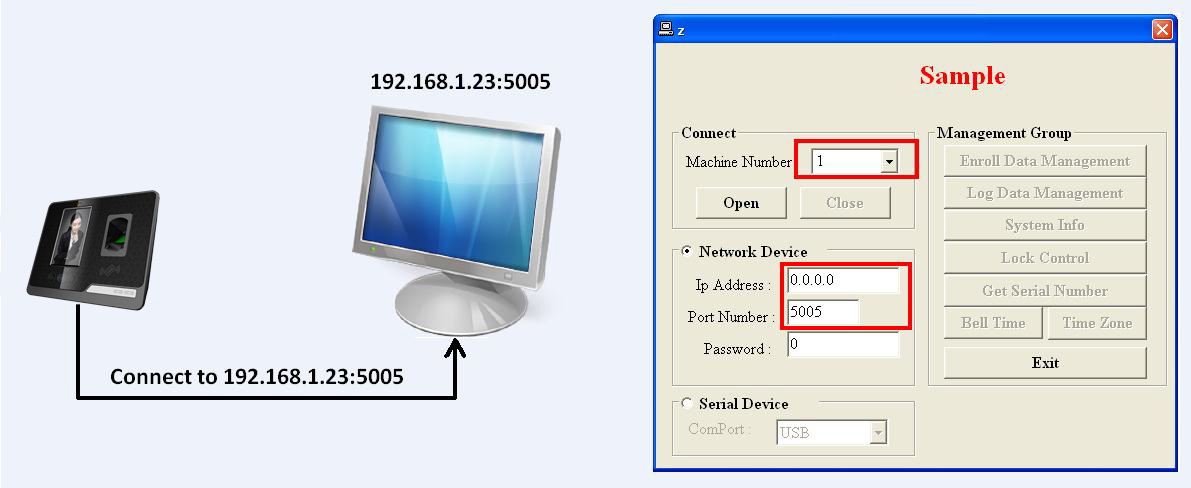 192.168.1.23:5005
Connect to 192.168.1.23:5005
z
Sample
Connect
Machine Number 1
Open Close
Network Device
Ip Address : 0.0.0.0
Port Number : 5005
Password : 0
Serial Device
ComPort : USB
Management Group
Enroll Data Management
Log Data Management
System Info
Lock Control
Get Serial Number
Bell Time Time Zone
Exit